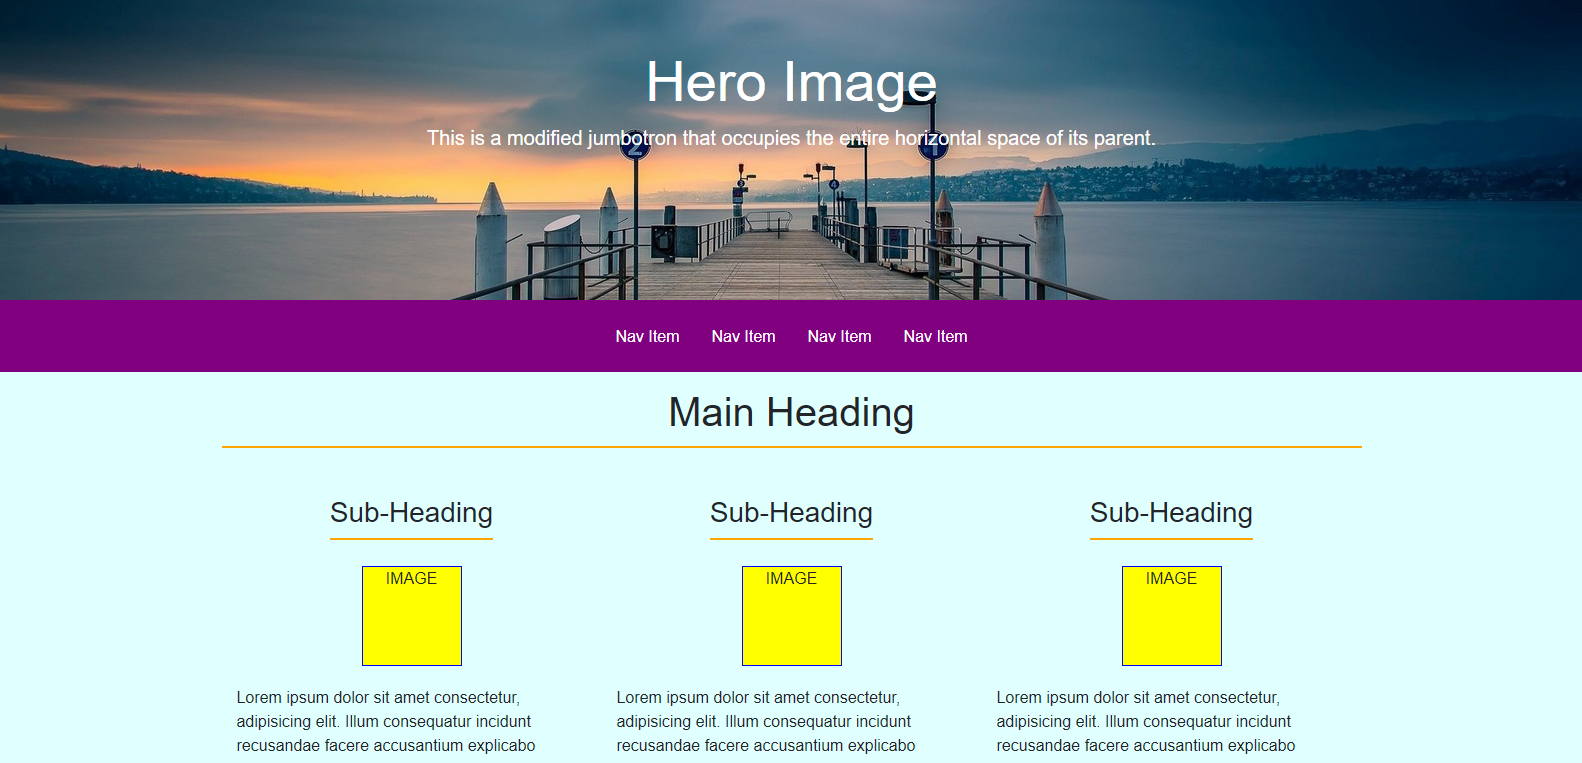 Hero Image
This is a modified jumbotron that occupies the entire horizontal space of its parent.
2
1
Nav Item Nav Item Nav Item Nav Item
Main Heading
Sub-Heading Sub-Heading Sub-Heading
IMAGE IMAGE IMAGE
Lorem ipsum dolor sit amet consectetur,
adipisicing elit. Illum consequatur incidunt
recusandae facere accusantium explicabo
Lorem ipsum dolor sit amet consectetur,
adipisicing elit. Illum consequatur incidunt
recusandae facere accusantium explicabo
Lorem ipsum dolor sit amet consectetur,
adipisicing elit. Illum consequatur incidunt
recusandae facere accusantium explicabo